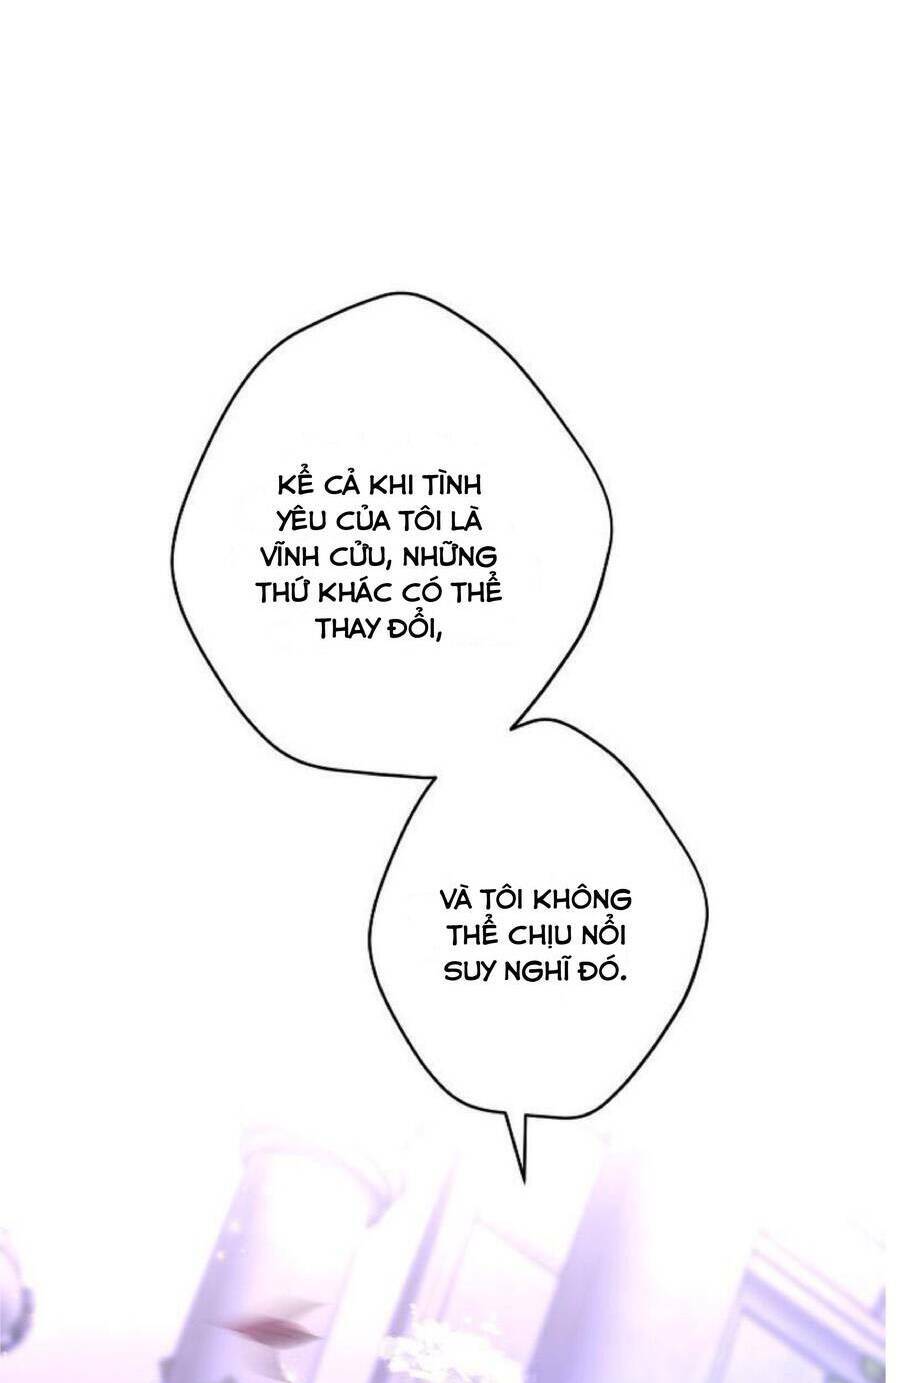 KỂ CẢ KHI TÌNH
YÊU CỦA TÔI LÀ
VĨNH CỬU, NHỮNG
THỨ KHÁC CÓ THỂ
THAY ĐỔI,
VÀ TÔI KHÔNG
THỂ CHỊU NỔI
SUY NGHĨ ĐÓ.